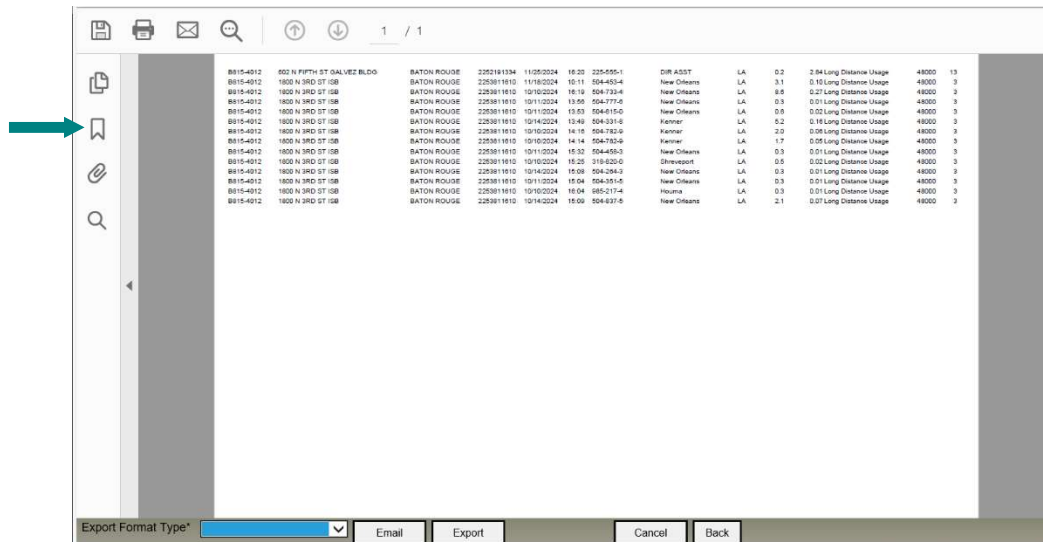 1 / 1
B815-4012 602 N FIFTH ST GALVEZ BLDG BATON ROUGE 2252191334 11/25/2024 16:20 225-555-1 DIR ASST LA 0.2 2.84 Long Distance Usage 48000 13
B815-4012 1800 N 3RD ST ISB BATON ROUGE 2253811610 11/18/2024 10:11 504-453-4 New Orleans LA 3.1 0.10 Long Distance Usage 48000 3
B815-4012 1800 N 3RD ST ISB BATON ROUGE 2253811610 10/10/2024 16:19 504-733-4 New Orleans LA 8.6 0.27 Long Distance Usage 48000 3
B815-4012 1800 N 3RD ST ISB BATON ROUGE 2253811610 10/11/2024 13:56 504-777-6 New Orleans LA 0.3 0.01 Long Distance Usage 48000 3
B815-4012 1800 N 3RD ST ISB BATON ROUGE 2253811610 10/11/2024 13:53 504-615-0 New Orleans LA 0.6 0.02 Long Distance Usage 48000 3
B815-4012 1800 N 3RD ST ISB BATON ROUGE 2253811610 10/14/2024 13:49 504-331-8 Kenner LA 5.2 0.16 Long Distance Usage 48000 3
B815-4012 1800 N 3RD ST ISB BATON ROUGE 2253811610 10/10/2024 14:16 504-782-9 Kenner LA 2.0 0.06 Long Distance Usage 48000 3
B815-4012 1800 N 3RD ST ISB BATON ROUGE 2253811610 10/10/2024 14:14 504-782-9 Kenner LA 1.7 0.05 Long Distance Usage 48000 3
B815-4012 1800 N 3RD ST ISB BATON ROUGE 2253811610 10/11/2024 15:32 504-458-3 New Orleans LA 0.3 0.01 Long Distance Usage 48000 3
B815-4012 1800 N 3RD ST ISB BATON ROUGE 2253811610 10/10/2024 15:25 318-820-0 Shreveport LA 0.5 0.02 Long Distance Usage 48000 3
B815-4012 1800 N 3RD ST ISB BATON ROUGE 2253811610 10/14/2024 15:08 504-264-3 New Orleans LA 0.3 0.01 Long Distance Usage 48000 3
B815-4012 1800 N 3RD ST ISB BATON ROUGE 2253811610 10/11/2024 15:04 504-351-5 New Orleans LA 0.3 0.01 Long Distance Usage 48000 3
B815-4012 1800 N 3RD ST ISB BATON ROUGE 2253811610 10/10/2024 16:04 985-217-4 Houma LA 0.3 0.01 Long Distance Usage 48000 3
B815-4012 1800 N 3RD ST ISB BATON ROUGE 2253811610 10/14/2024 15:09 504-837-5 New Orleans LA 2.1 0.07 Long Distance Usage 48000 3
Export Format Type* Email Export Cancel Back